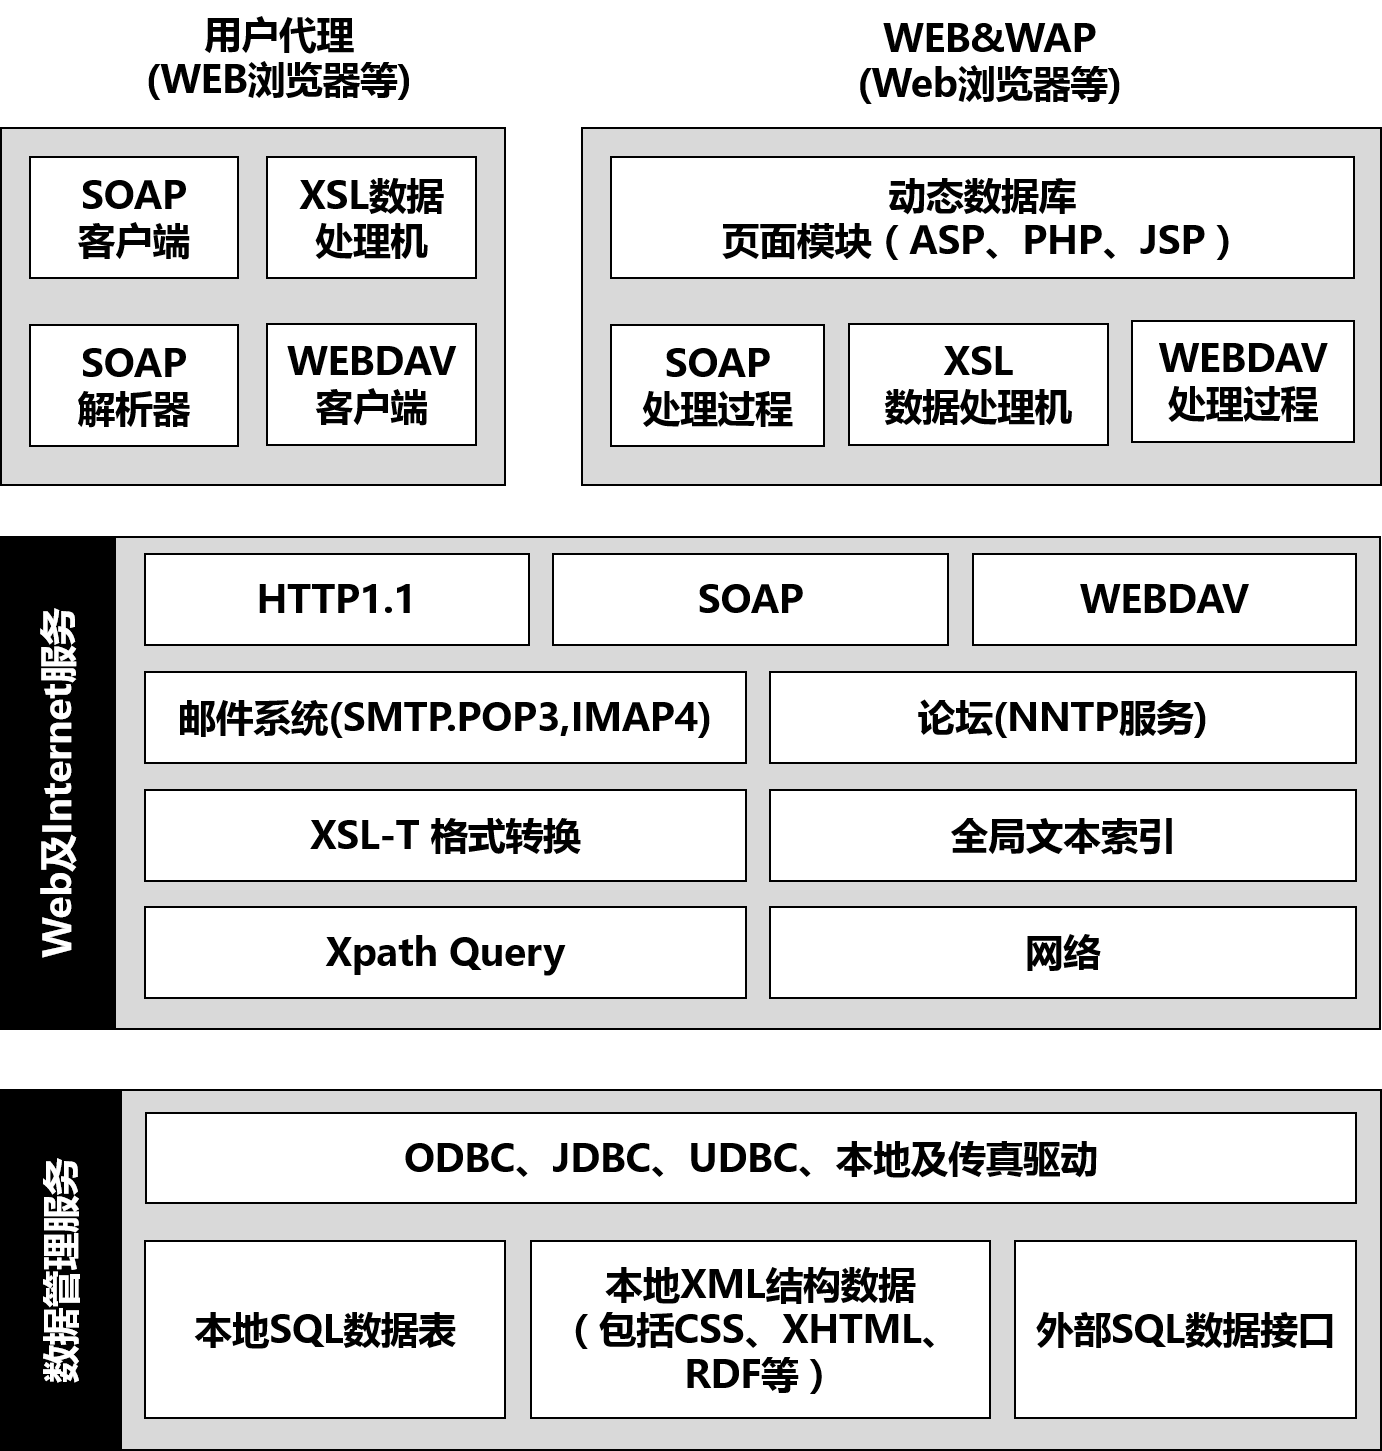 用户代理
(WEB浏览器等)
WEB&WAP
(Web浏览器等)
SOAP
客户端
XSL数据
处理机
SOAP
解析器
WEBDAV
客户端
动态数据库
页面模块（ASP、PHP、JSP）
SOAP
处理过程
XSL
数据处理机
WEBDAV
处理过程
Web及Internet服务
HTTP1.1
SOAP
WEBDAV
邮件系统(SMTP.POP3,IMAP4)
论坛(NNTP服务)
XSL-T 格式转换
全局文本索引
Xpath Query
网络
数据管理服务
ODBC、JDBC、UDBC、本地及传真驱动
本地SQL数据表
本地XML结构数据
（包括CSS、XHTML、
RDF等）
外部SQL数据接口